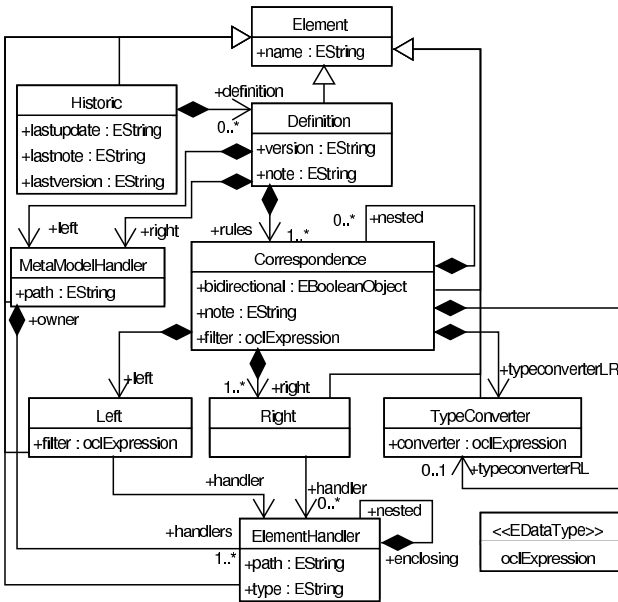 Element
+name : EString
Historic
+lastupdate : EString
+lastnote : EString
+lastversion : EString
+definition
0..*
Definition
+version : EString
+note : EString
+left
+right
+rules
1..*
0..*
+nested
MetaModelHandler
+path : EString
+owner
Correspondence
+bidirectional : EBooleanObject
+note : EString
+filter : oclExpression
+left
1..*
+right
+typeconverterLR
Left
+filter : oclExpression
Right
TypeConverter
+converter : oclExpression
0..1
+typeconverterRL
+handler
+handler
0..*
+nested
+handlers
1..*
ElementHandler
+path : EString
+type : EString
+enclosing
<<EDataType>>
oclExpression